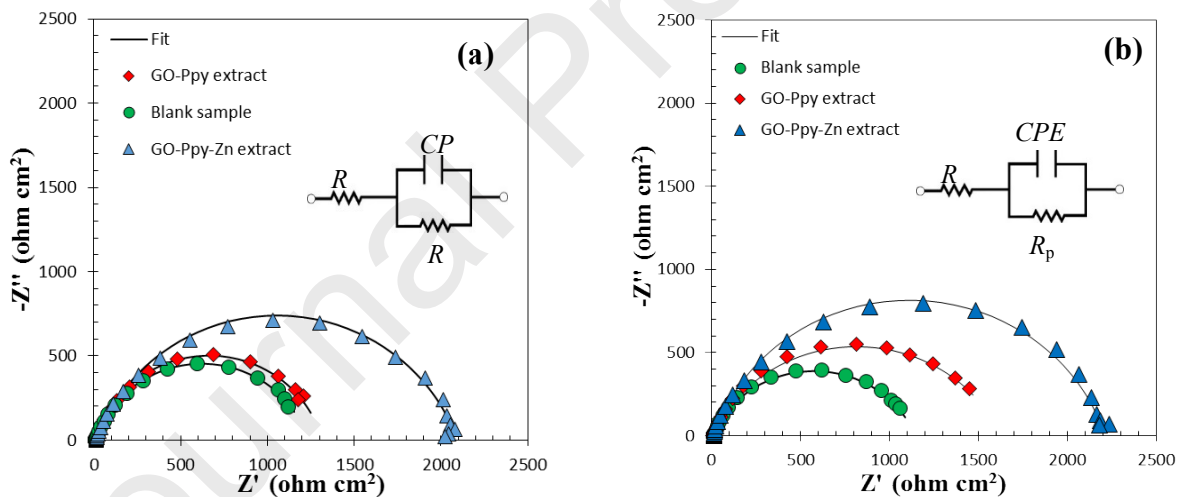 (a)
Fit
GO-Ppy extract
Blank sample
GO-Ppy-Zn extract
CP
R
R
-Z'' (ohm cm²)
-2500
2000
1500
1000
500
0
0 500 1000 1500 2000 2500
Z' (ohm cm²)
(b)
Fit
Blank sample
GO-Ppy extract
GO-Ppy-Zn extract
CPE
R
Rp
-Z'' (ohm cm²)
-2500
2000
1500
1000
500
0
0 500 1000 1500 2000 2500
Z' (ohm cm²)